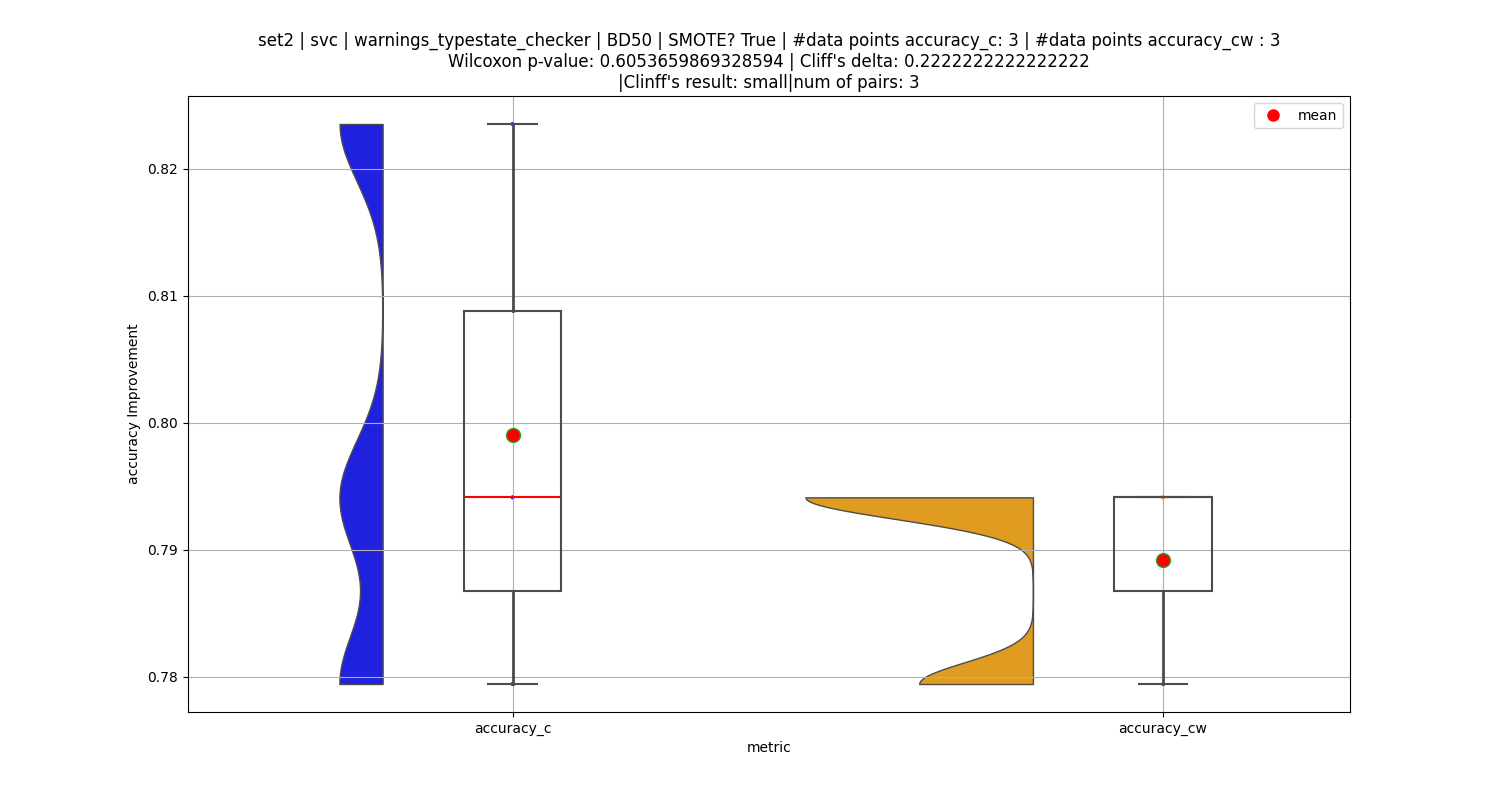 set2 | svc | warnings_typestate_checker | BD50 | SMOTE? True | #data points accuracy_c: 3 | #data points accuracy_cw : 3
Wilcoxon p-value: 0.6053659869328594 | Cliff's delta: 0.2222222222222222
|Clinff's result: small|num of pairs: 3
mean
0.82
0.81
0.80
0.79
0.78
accuracy Improvement
accuracy_c
accuracy_cw
metric